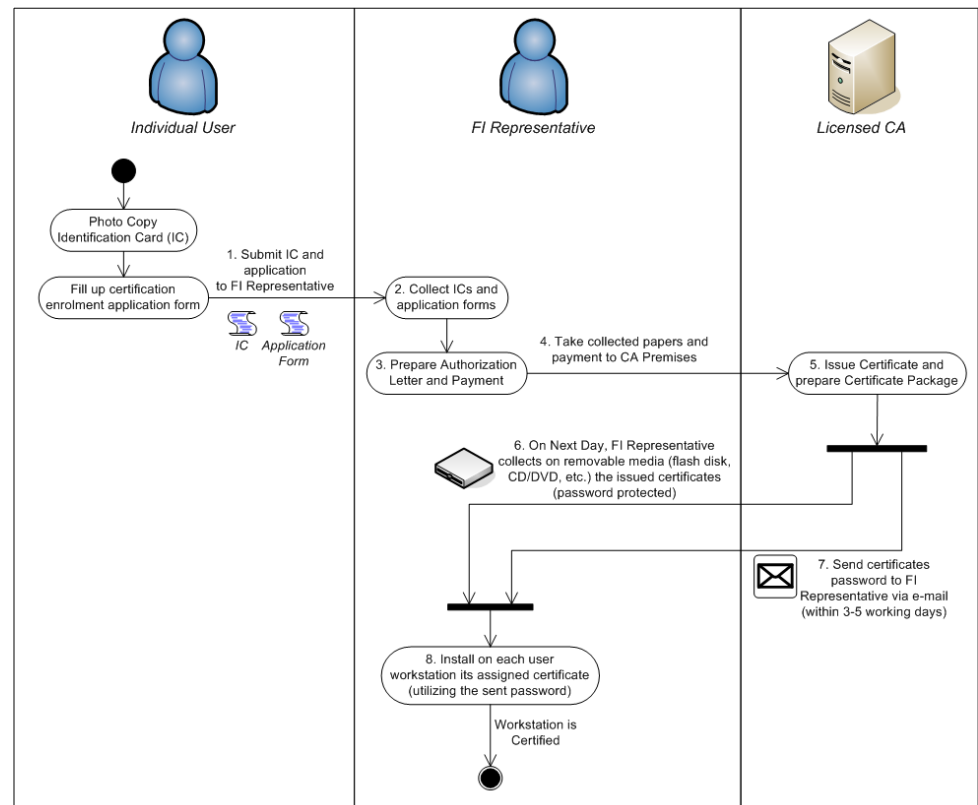 Individual User
FI Representative
Licensed CA
Photo Copy
Identification Card (IC)
Fill up certification
enrolment application form
1. Submit IC and
application
to FI Representative
IC
Application
Form
2. Collect ICs and
application forms
3. Prepare Authorization
Letter and Payment
4. Take collected papers and
payment to CA Premises
5. Issue Certificate and
prepare Certificate Package
6. On Next Day, FI Representative
collects on removable media (flash disk,
CD/DVD, etc.) the issued certificates
(password protected)
7. Send certificates
password to FI
Representative via e-mail
(within 3-5 working days)
8. Install on each user
workstation its assigned certificate
(utilizing the sent password)
Workstation is
Certified